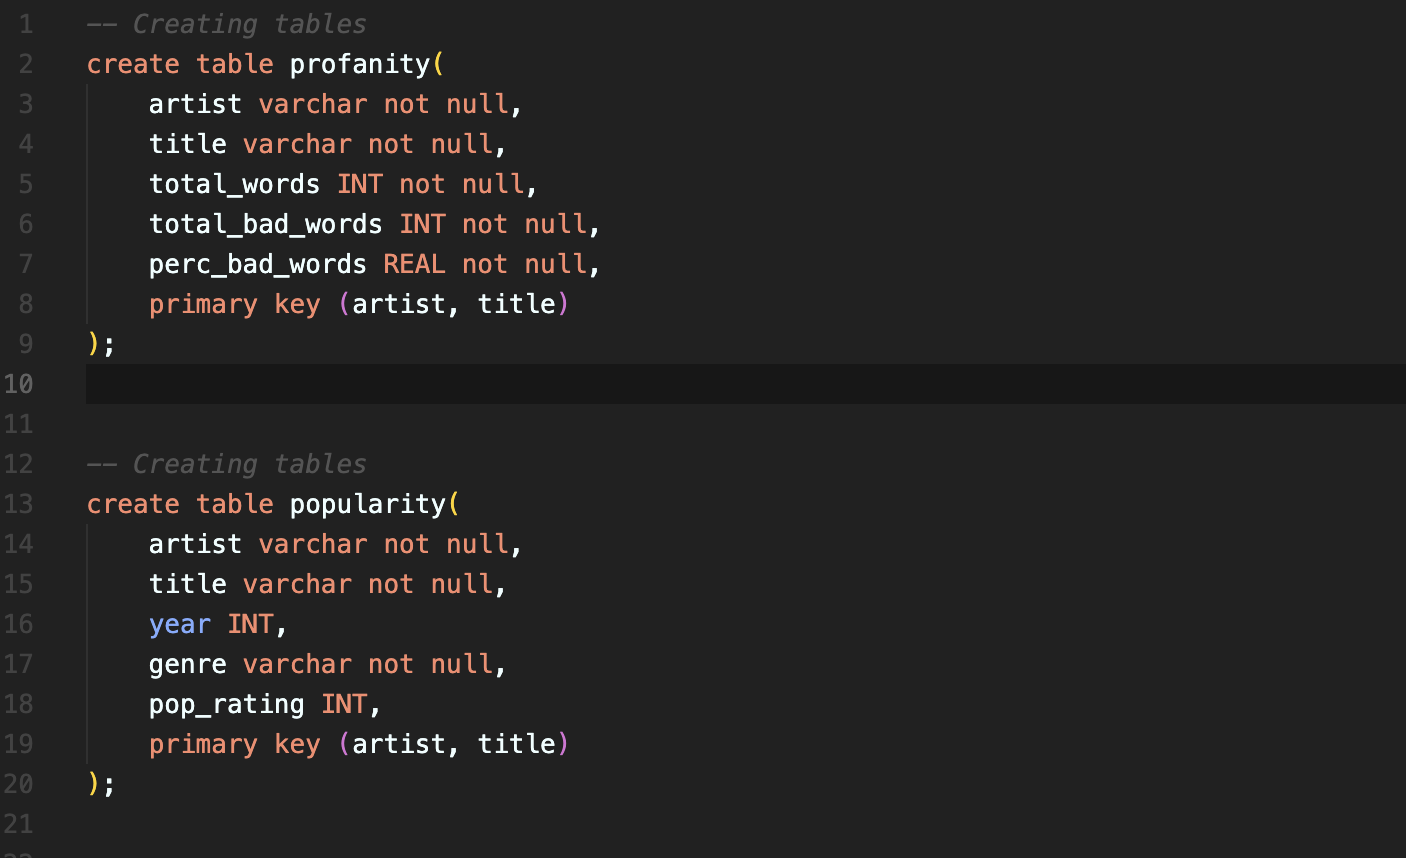 1 -- Creating tables
2 create table profanity(
3 artist varchar not null,
4 title varchar not null,
5 total_words INT not null,
6 total_bad_words INT not null,
7 perc_bad_words REAL not null,
8 primary key (artist, title)
9 );
10
11
12 -- Creating tables
13 create table popularity(
14 artist varchar not null,
15 title varchar not null,
16 year INT,
17 genre varchar not null,
18 pop_rating INT,
19 primary key (artist, title)
20 );
21